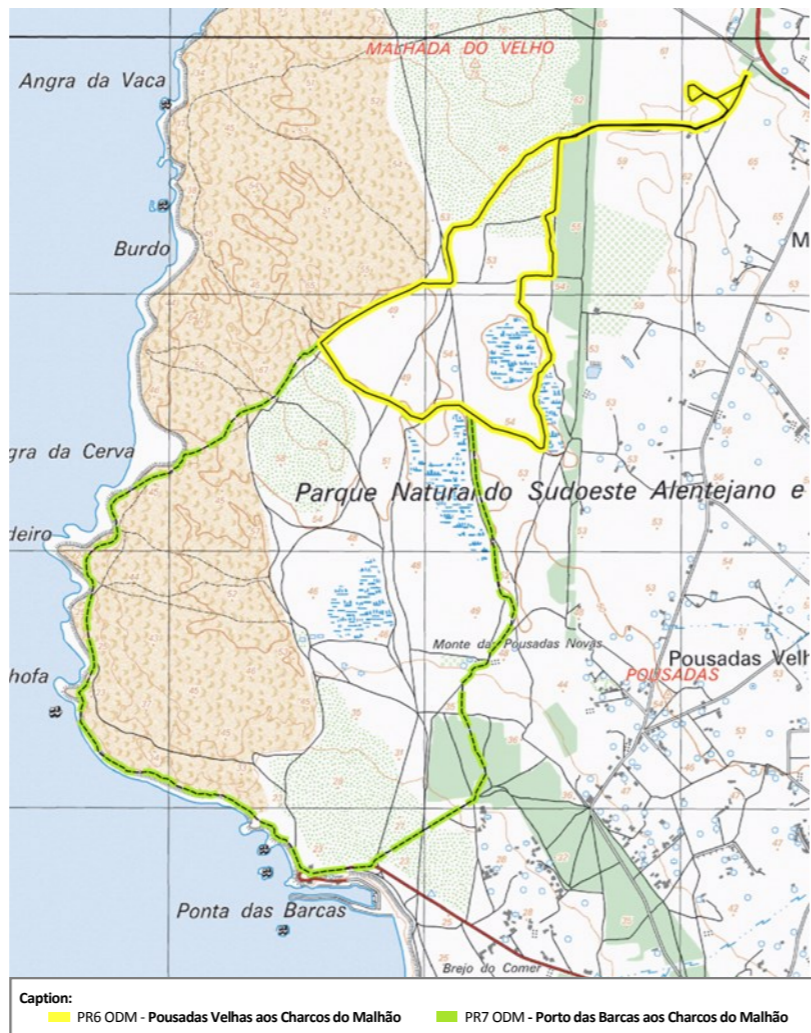 MALHADA DO VELHO
Angra da Vaca
Burdo
M
gra da Cerva
Parque Natural do Sudoeste Alentejano e
deiro
Monte das Pousadas Novas
Pousadas Velh
POUSADAS
hofa
Ponta das Barcas
Brejo do Comer
Caption:
PR6 ODM - Pousadas Velhas aos Charcos do Malhão
PR7 ODM - Porto das Barcas aos Charcos do Malhão